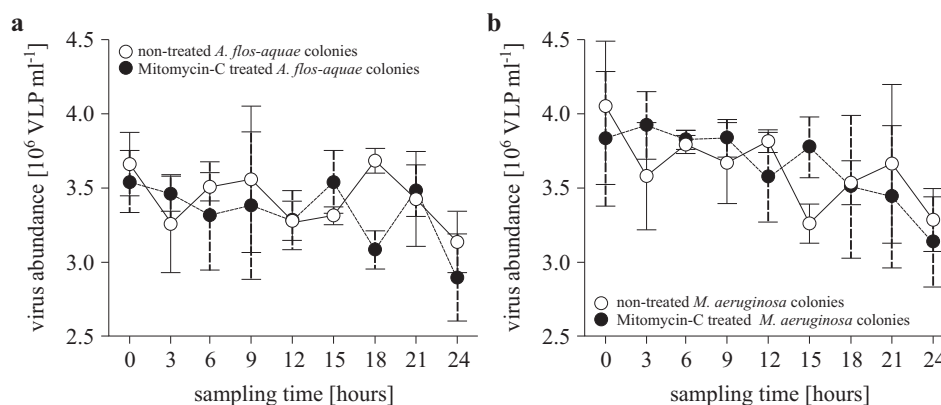 a
virus abundance [10⁶ VLP ml⁻¹]
4.5
4.0
3.5
3.0
2.5
non-treated A. flos-aquae colonies
Mitomycin-C treated A. flos-aquae colonies
0 3 6 9 12 15 18 21 24
sampling time [hours]
b
virus abundance [10⁶ VLP ml⁻¹]
4.5
4.0
3.5
3.0
2.5
non-treated M. aeruginosa colonies
Mitomycin-C treated M. aeruginosa colonies
0 3 6 9 12 15 18 21 24
sampling time [hours]